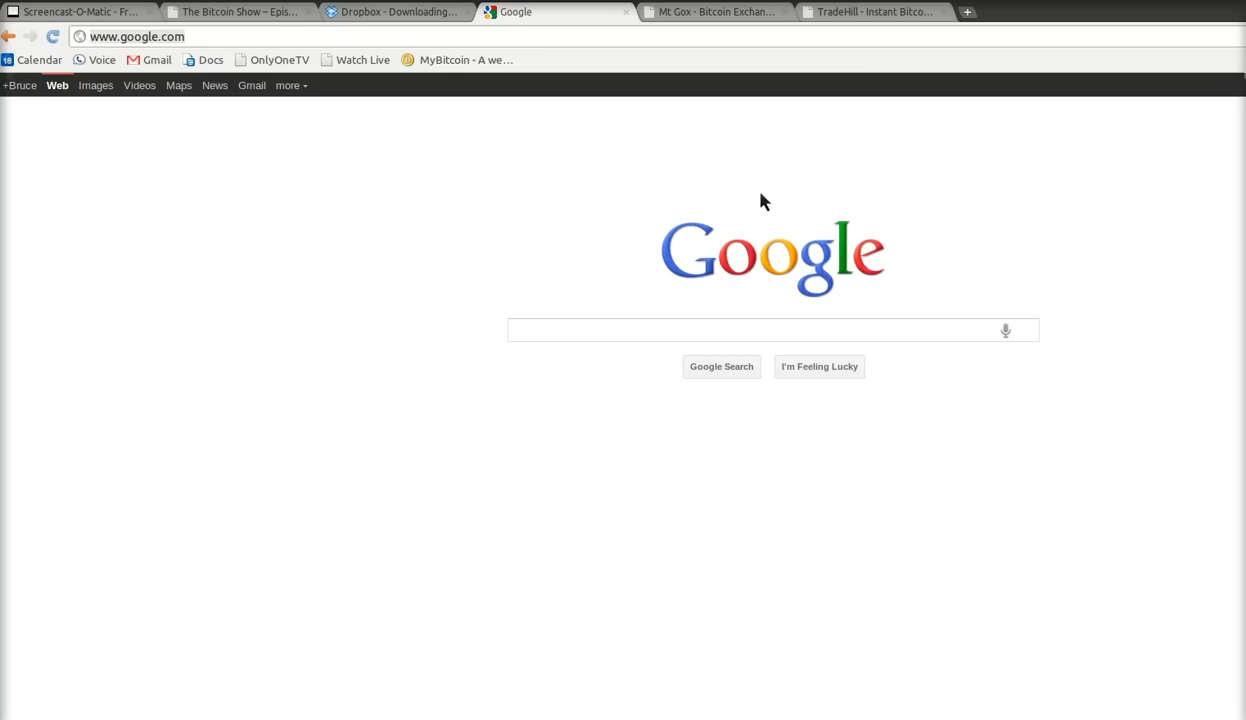 Screencast-O-Matic - Fr... The Bitcoin Show – Epis... Dropbox - Downloading... Google Mt Gox - Bitcoin Exchan... TradeHill - Instant Bitco...
www.google.com
18 Calendar Voice Gmail Docs OnlyOneTV Watch Live MyBitcoin - A we...
+Bruce Web Images Videos Maps News Gmail more
Google
Google Search I'm Feeling Lucky